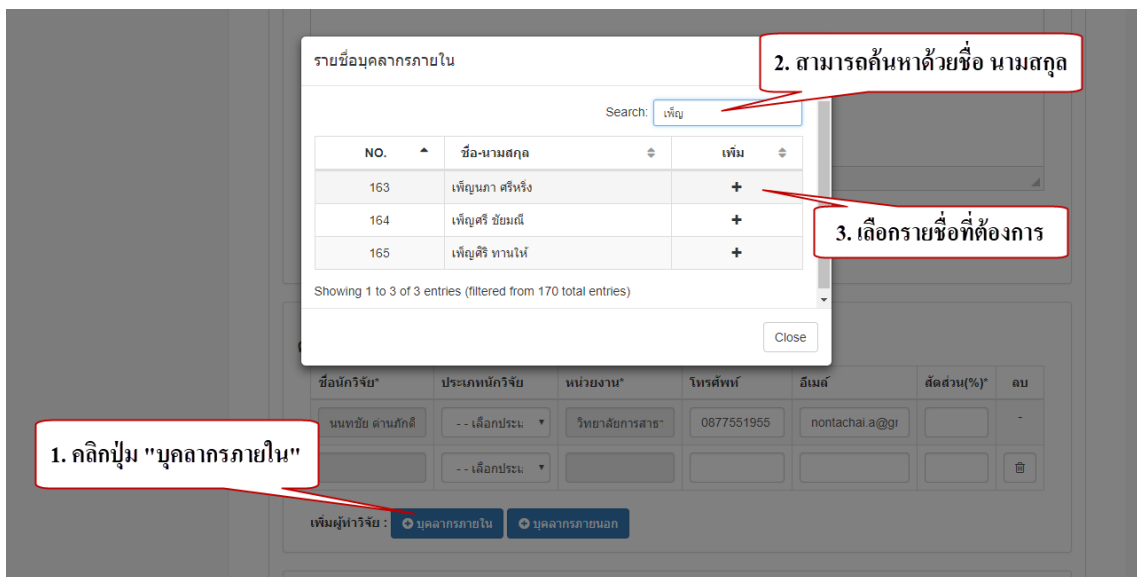 รายชื่อบุคลากรภายใน
2. สามารถค้นหาด้วยชื่อ นามสกุล
Search: เพ็ญ
NO. ชื่อ-นามสกุล เพิ่ม
163 เพ็ญนภา ศรีหริ่ง
164 เพ็ญศรี ชัยมณี
165 เพ็ญศิริ ทานให้
3. เลือกรายชื่อที่ต้องการ
Showing 1 to 3 of 3 entries (filtered from 170 total entries)
Close
ชื่อนักวิจัย* ประเภทนักวิจัย หน่วยงาน* โทรศัพท์ อีเมล์ สัดส่วน(%)* ลบ
นนทชัย ด่านภักดี - - เลือกประเ วิทยาลัยการสาธ 0877551955 nontachai.a@gr -
- - เลือกประเ
1. คลิกปุ่ม "บุคลากรภายใน"
เพิ่มผู้ทำวิจัย : บุคลากรภายใน บุคลากรภายนอก